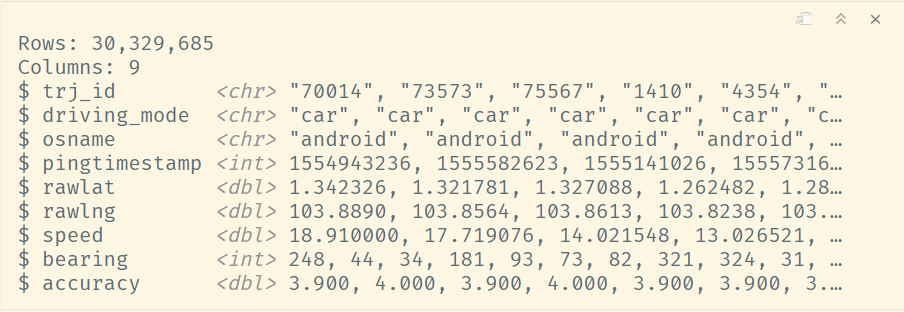 Rows: 30,329,685
Columns: 9
$ trj_id <chr> "70014", "73573", "75567", "1410", "4354", "…
$ driving_mode <chr> "car", "car", "car", "car", "car", "car", "c…
$ osname <chr> "android", "android", "android", "android", …
$ pingtimestamp <int> 1554943236, 1555582623, 1555141026, 15557316…
$ rawlat <dbl> 1.342326, 1.321781, 1.327088, 1.262482, 1.28…
$ rawlng <dbl> 103.8890, 103.8564, 103.8613, 103.8238, 103.…
$ speed <dbl> 18.910000, 17.719076, 14.021548, 13.026521, …
$ bearing <int> 248, 44, 34, 181, 93, 73, 82, 321, 324, 31, …
$ accuracy <dbl> 3.900, 4.000, 3.900, 4.000, 3.900, 3.900, 3.…